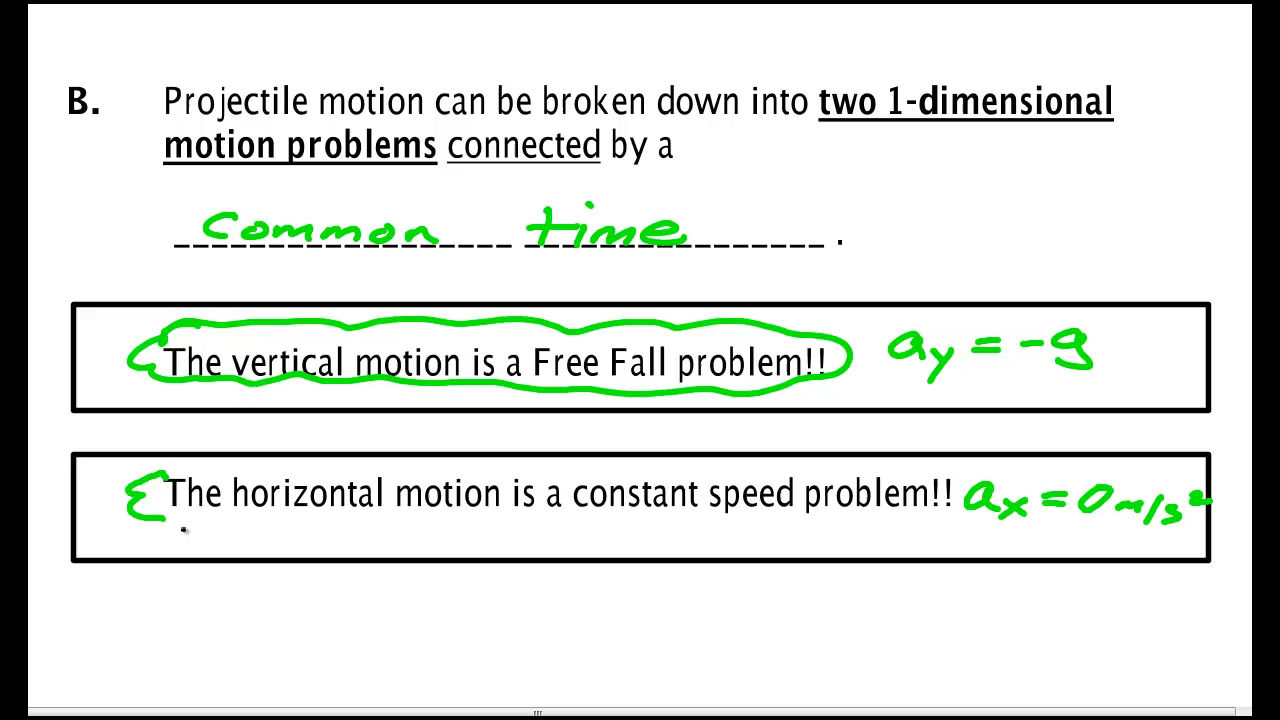 B. Projectile motion can be broken down into two 1-dimensional
motion problems connected by a
common time .
The vertical motion is a Free Fall problem!! ay = -g
The horizontal motion is a constant speed problem!! ax = 0 m/s²